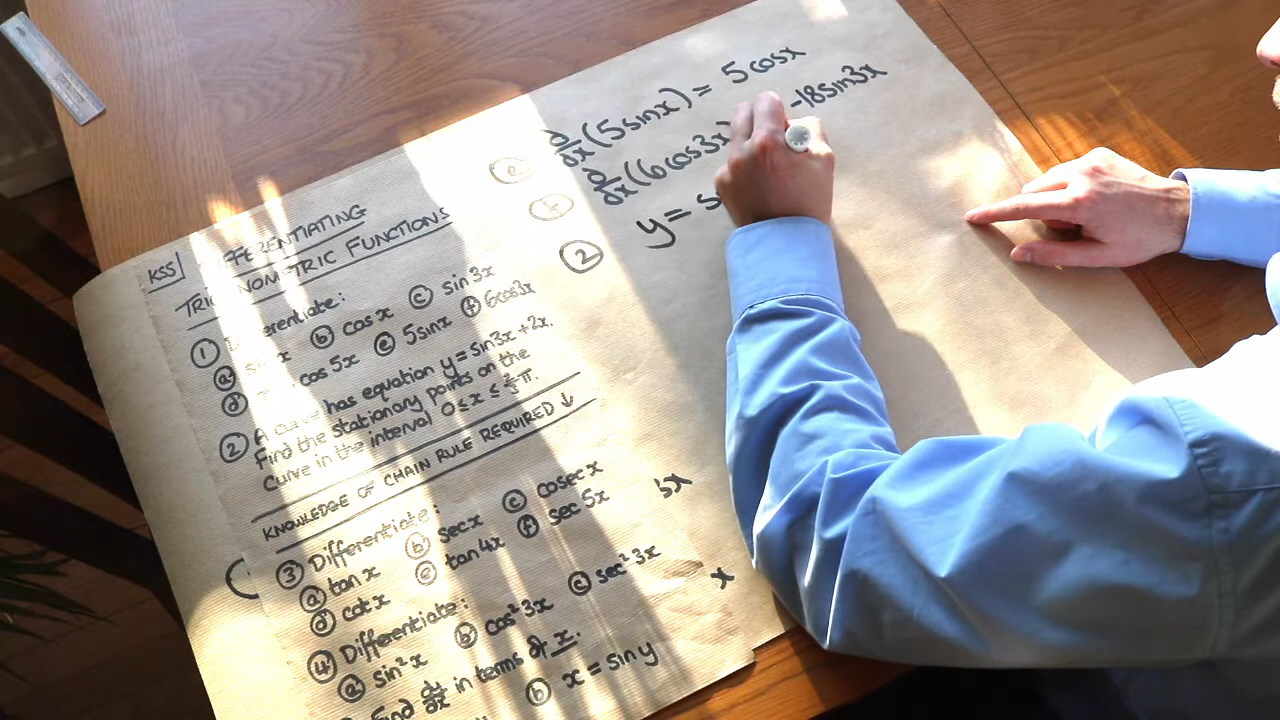 KSS
DIFFERENTIATING
TRIGONOMETRIC FUNCTIONS
① Differentiate:
ⓐ sin x ⓑ cos x ⓒ sin 3x
ⓓ cos 5x ⓔ 5sinx ⓕ 6cos3x
② A curve has equation y = sin3x + 2x.
Find the stationary points on the
curve in the interval 0 ≤ x ≤ ⅔π.
KNOWLEDGE OF CHAIN RULE REQUIRED ↓
③ Differentiate:
ⓐ tan x ⓑ secx ⓒ cosec x
ⓓ cot x ⓔ tan 4x ⓕ sec 5x
④ Differentiate:
ⓐ sin²x ⓑ cos²3x ⓒ sec²3x
Find dy/dx in terms of x.
ⓑ x = sin y
ⓔ d/dx(5sinx) = 5cosx
ⓕ d/dx(6cos3x) -18sin3x
② y = s
x